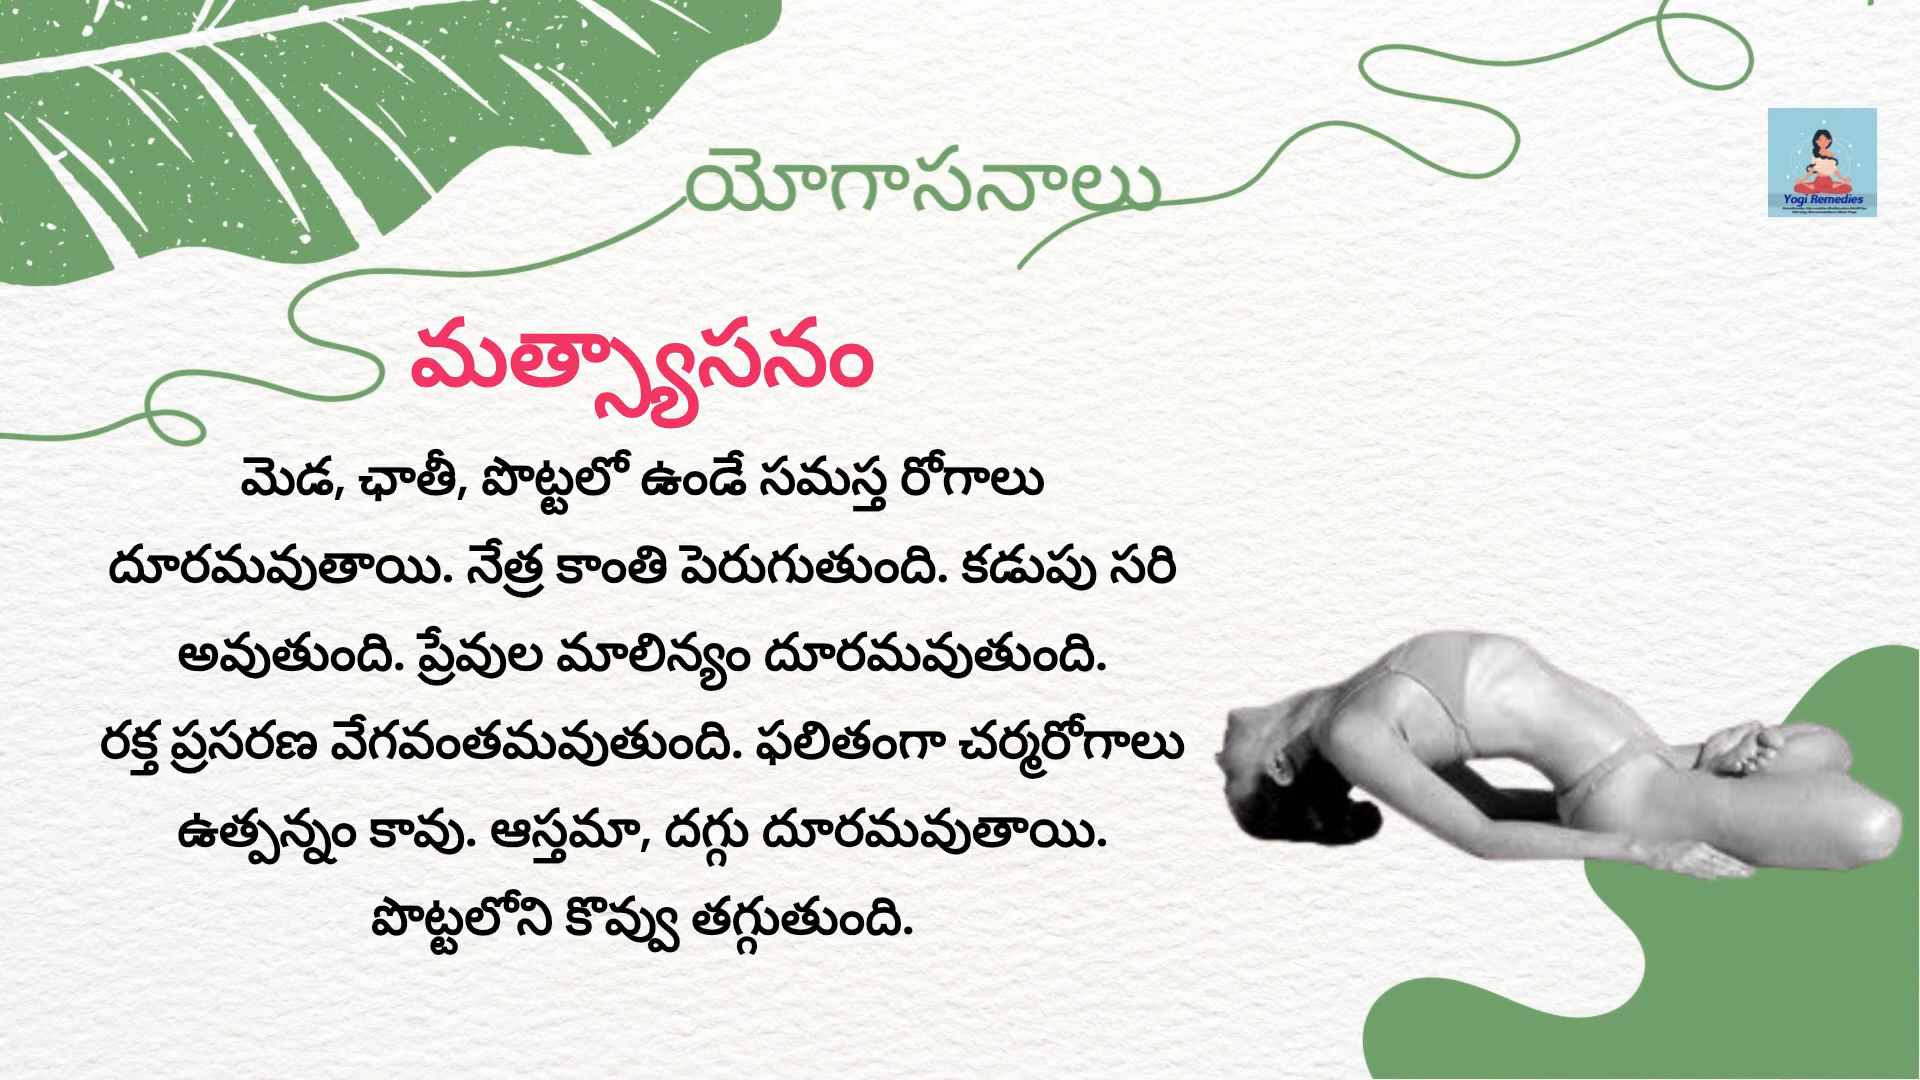 యోగాసనాలు
Yogi Remedies
మత్స్యాసనం
మెడ, ఛాతీ, పొట్టలో ఉండే సమస్త రోగాలు
దూరమవుతాయి. నేత్ర కాంతి పెరుగుతుంది. కడుపు సరి
అవుతుంది. ప్రేవుల మాలిన్యం దూరమవుతుంది.
రక్త ప్రసరణ వేగవంతమవుతుంది. ఫలితంగా చర్మరోగాలు
ఉత్పన్నం కావు. ఆస్తమా, దగ్గు దూరమవుతాయి.
పొట్టలోని కొవ్వు తగ్గుతుంది.